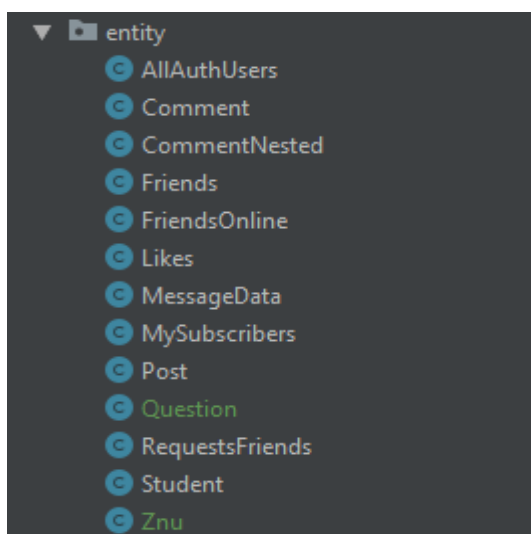 entity
AllAuthUsers
Comment
CommentNested
Friends
FriendsOnline
Likes
MessageData
MySubscribers
Post
Question
RequestsFriends
Student
Znu